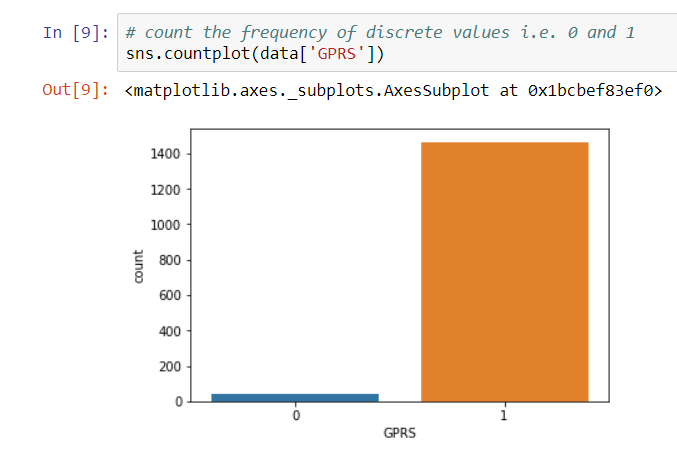 In [9]: # count the frequency of discrete values i.e. 0 and 1
sns.countplot(data['GPRS'])
Out[9]: <matplotlib.axes._subplots.AxesSubplot at 0x1bcbef83ef0>
1400
1200
1000
800
600
400
200
0
count
0 1
GPRS